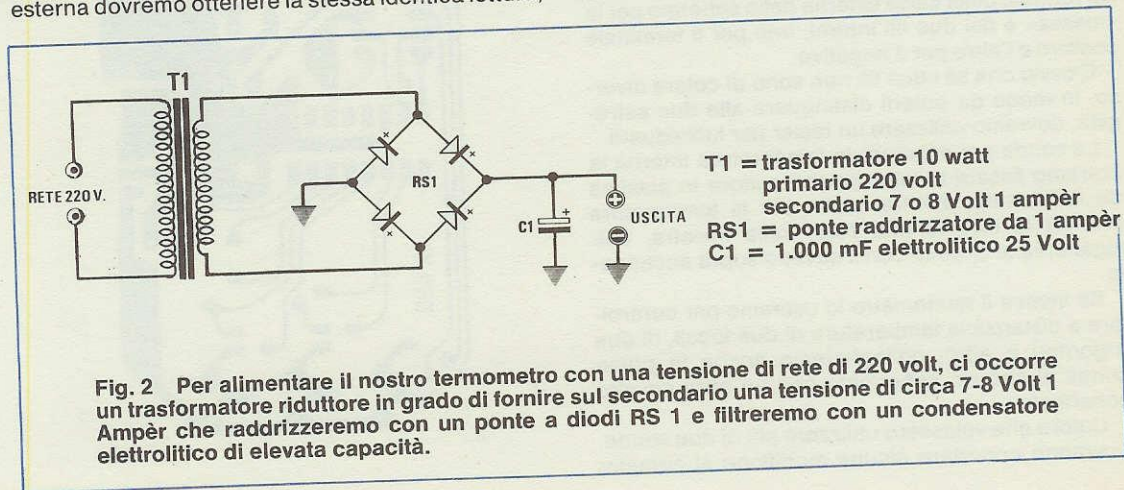 esterna dovremo ottenere la stessa identica
T1
RETE 220 V.
RS1
C1
+
USCITA
T1 = trasformatore 10 watt
primario 220 volt
secondario 7 o 8 Volt 1 ampèr
RS1 = ponte raddrizzatore da 1 ampèr
C1 = 1.000 mF elettrolitico 25 Volt
Fig. 2 Per alimentare il nostro termometro con una tensione di rete di 220 volt, ci occorre
un trasformatore riduttore in grado di fornire sul secondario una tensione di circa 7-8 Volt 1
Ampèr che raddrizzeremo con un ponte a diodi RS 1 e filtreremo con un condensatore
elettrolitico di elevata capacità.